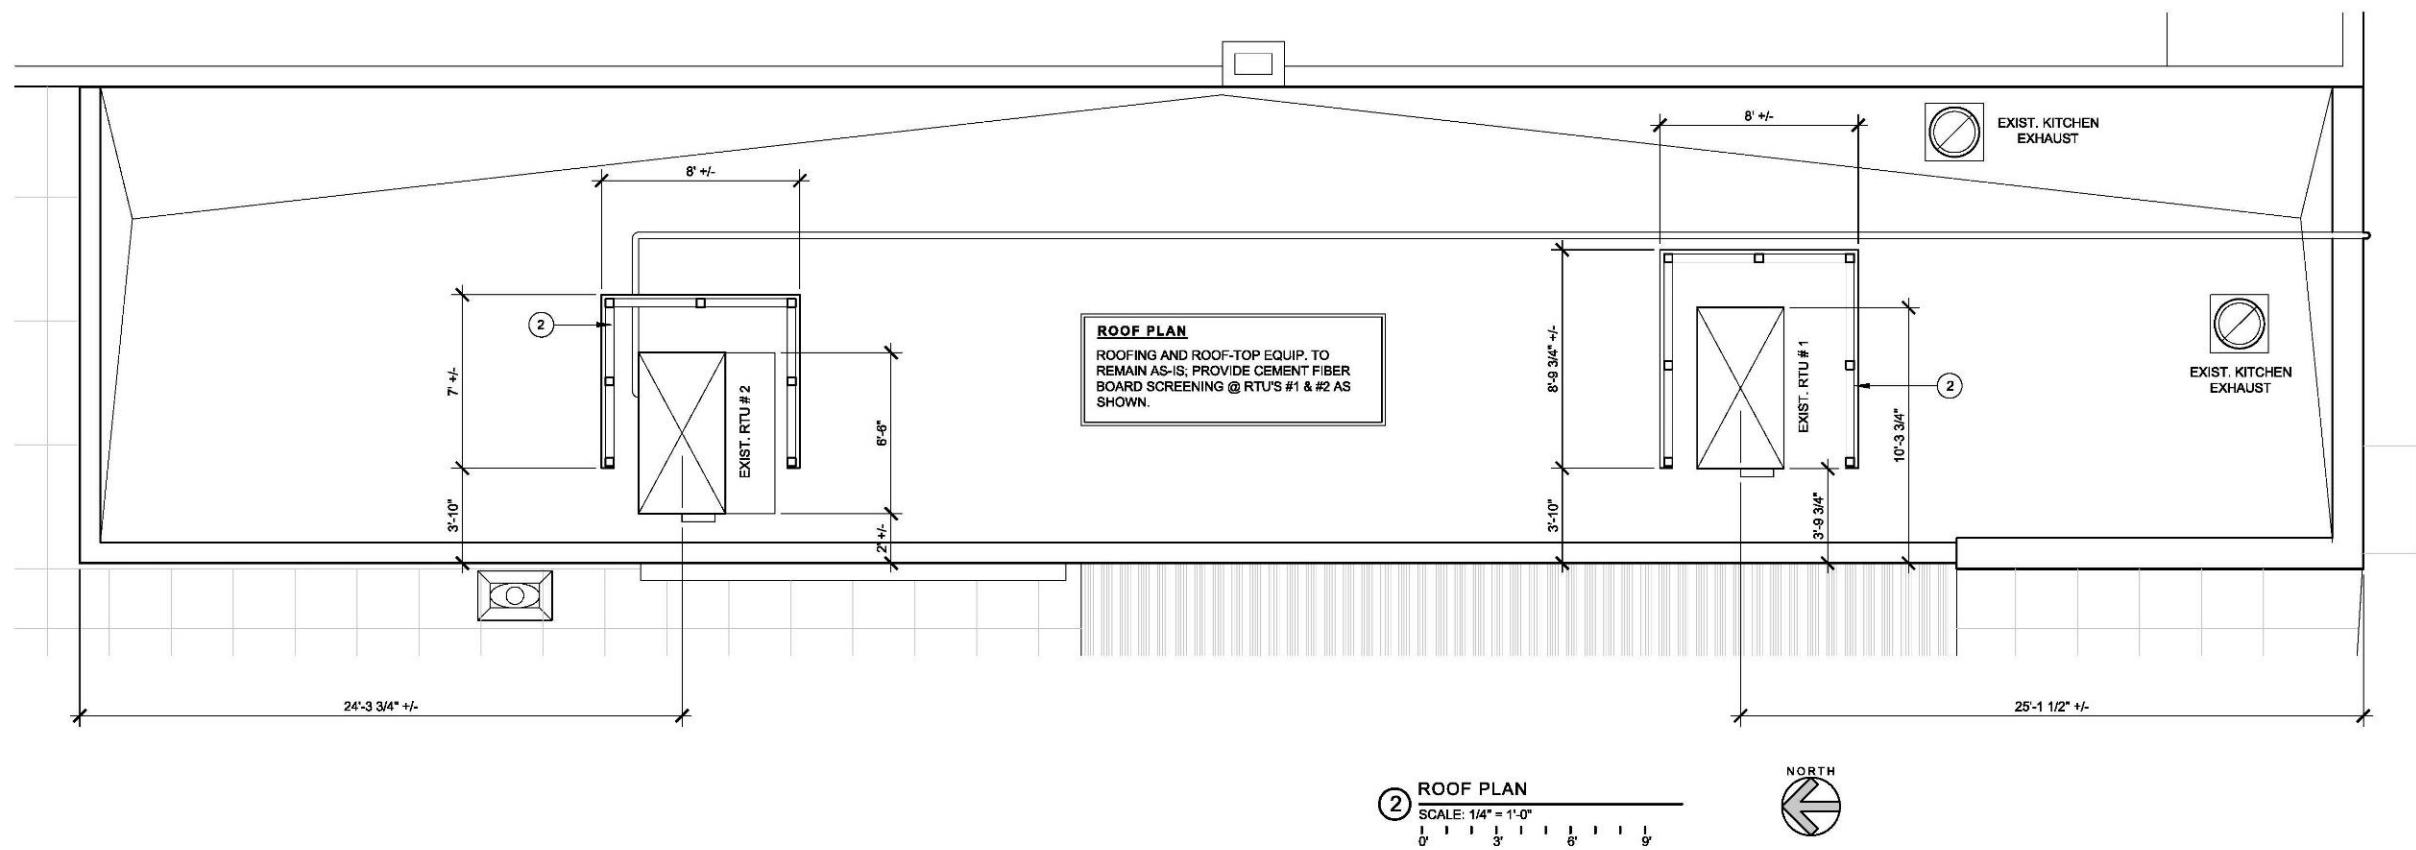 8' +/-
EXIST. KITCHEN
EXHAUST
8' +/-
2
7' +/-
3'-10"
EXIST. RTU # 2
6'-6"
2' +/-
ROOF PLAN
ROOFING AND ROOF-TOP EQUIP. TO
REMAIN AS-IS; PROVIDE CEMENT FIBER
BOARD SCREENING @ RTU'S #1 & #2 AS
SHOWN.
8'-9 3/4" +/-
3'-10"
EXIST. RTU # 1
3'-9 3/4"
10'-3 3/4"
2
EXIST. KITCHEN
EXHAUST
24'-3 3/4" +/-
25'-1 1/2" +/-
2
ROOF PLAN
SCALE: 1/4" = 1'-0"
0' 3' 6' 9'
NORTH